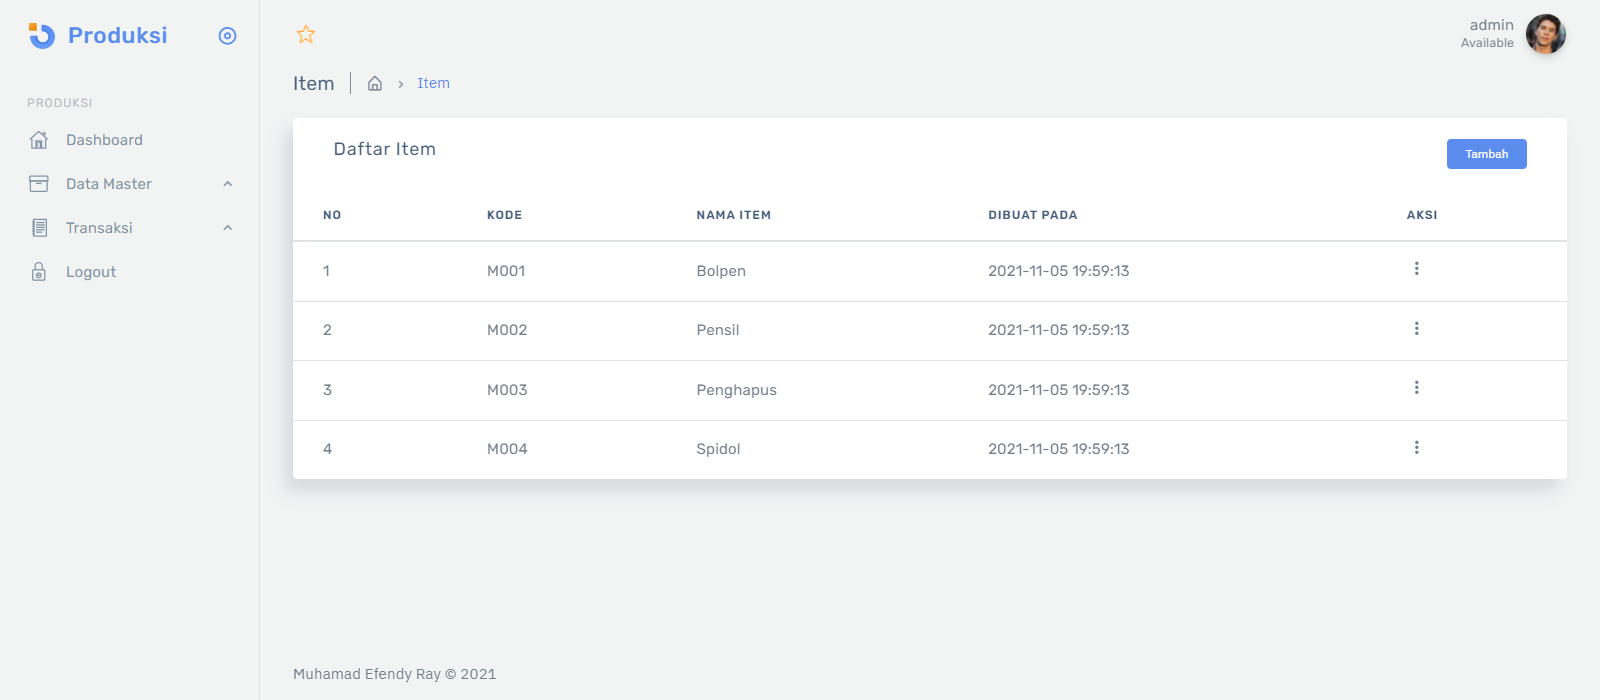 Produksi
admin
Available
Item
Item
PRODUKSI
Dashboard
Data Master
Transaksi
Logout
Daftar Item
Tambah
NO KODE NAMA ITEM DIBUAT PADA AKSI
1 M001 Bolpen 2021-11-05 19:59:13
2 M002 Pensil 2021-11-05 19:59:13
3 M003 Penghapus 2021-11-05 19:59:13
4 M004 Spidol 2021-11-05 19:59:13
Muhamad Efendy Ray © 2021